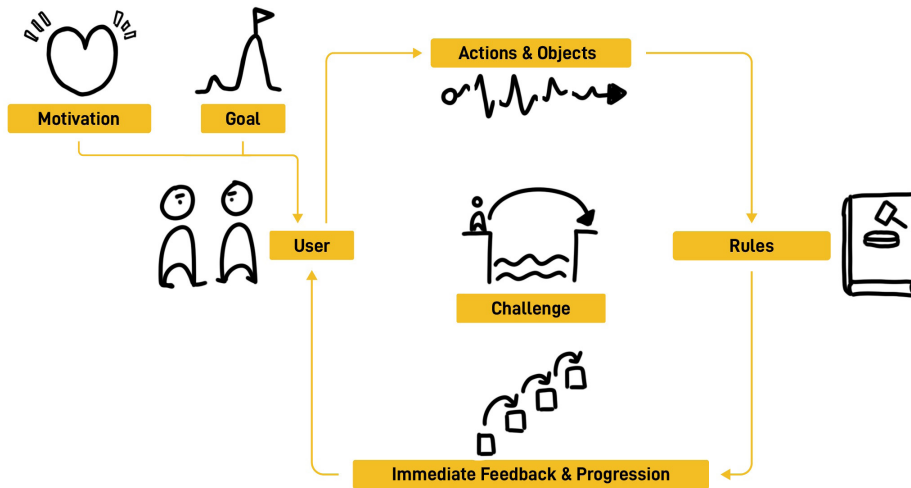 Actions & Objects
Motivation
Goal
User
Rules
Challenge
Immediate Feedback & Progression